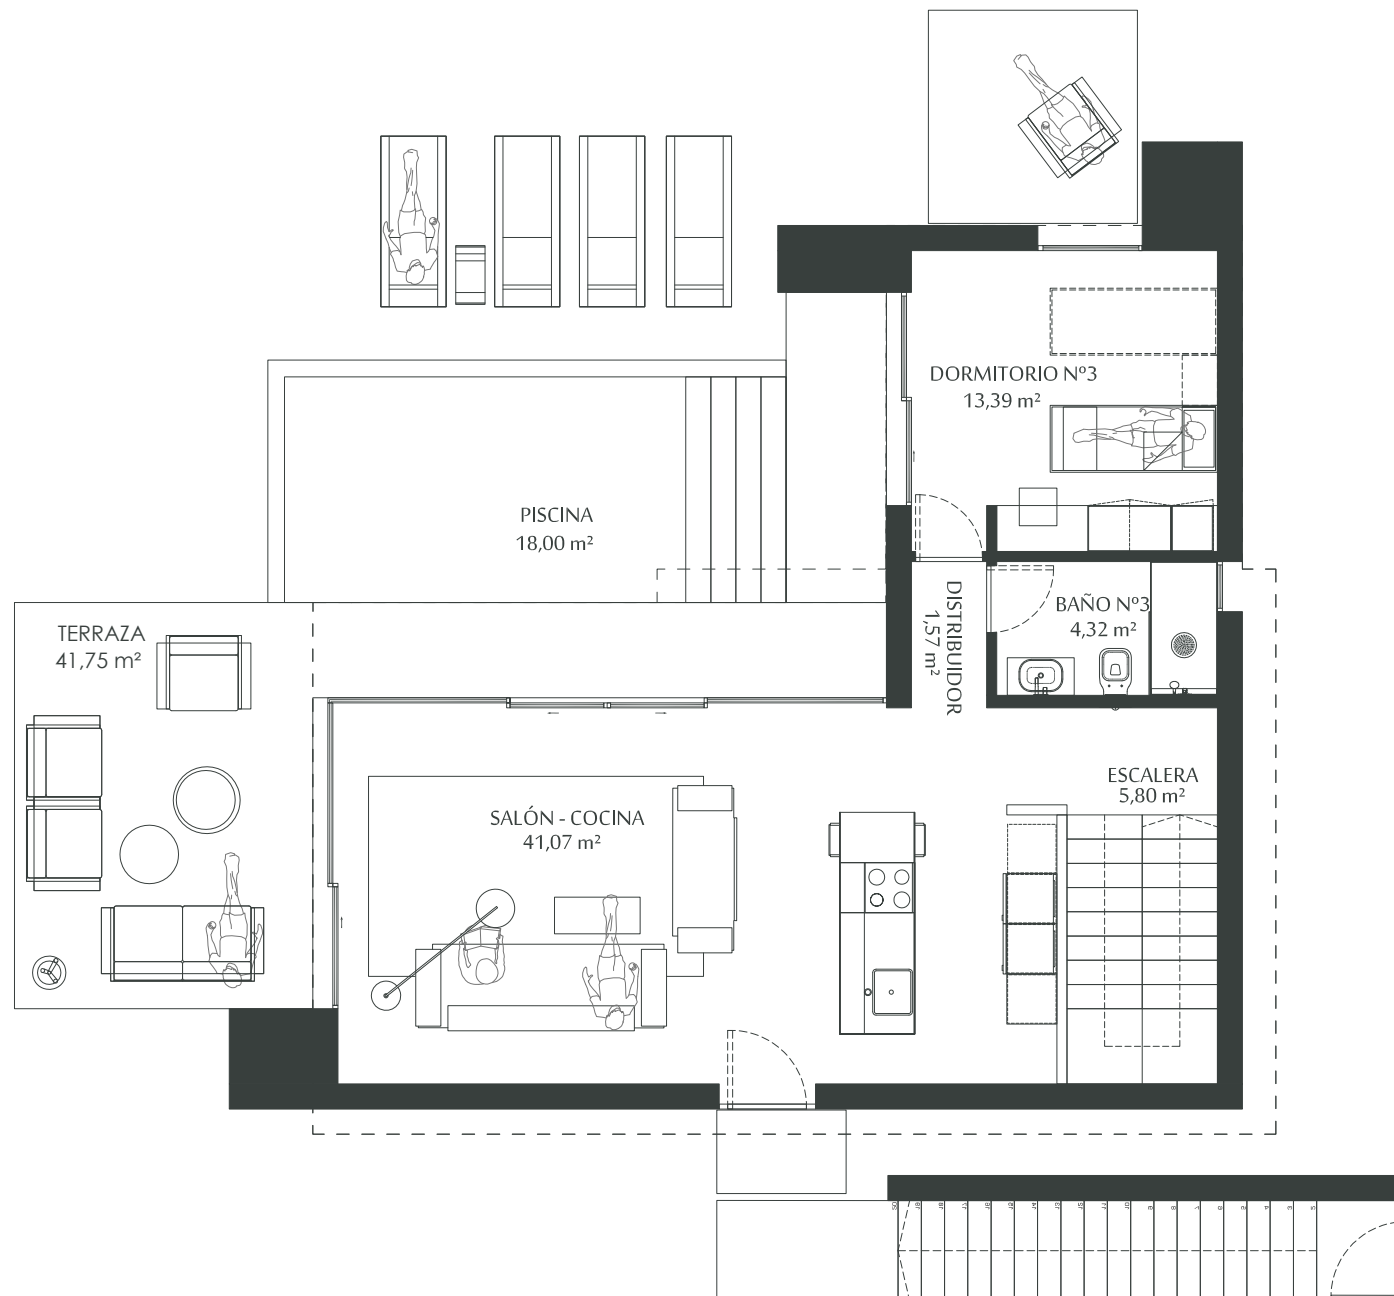 DORMITORIO Nº3
13,39 m²
PISCINA
18,00 m²
TERRAZA
41,75 m²
DISTRIBUIDOR
1,57 m²
BAÑO Nº3
4,32 m²
ESCALERA
5,80 m²
SALÓN - COCINA
41,07 m²